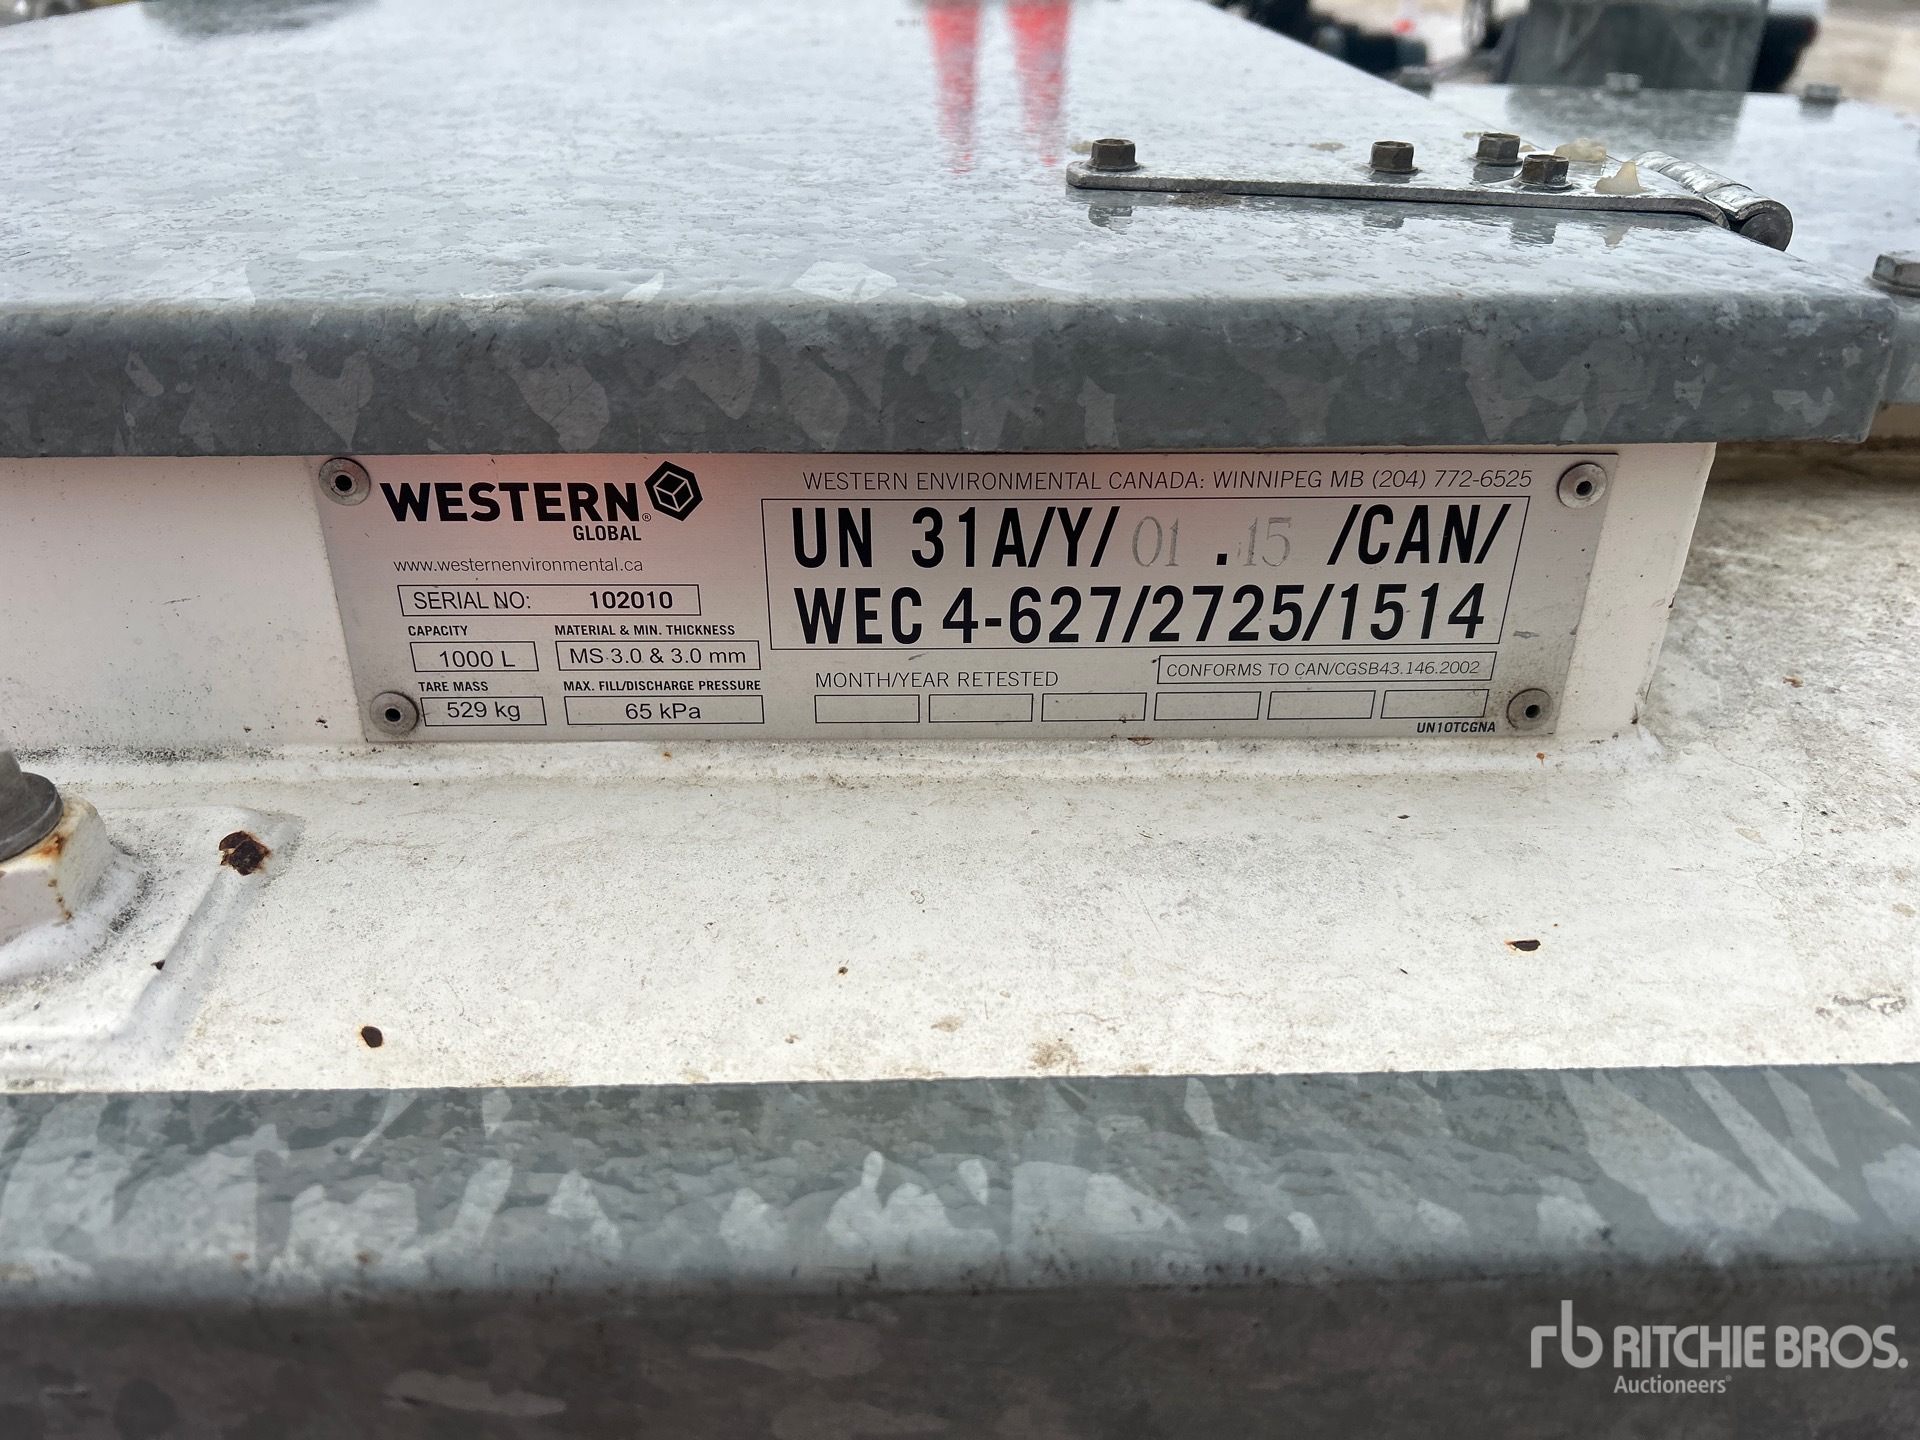 WESTERN®
GLOBAL
www.westernenvironmental.ca
SERIAL NO: 102010
CAPACITY
1000 L
MATERIAL & MIN. THICKNESS
MS 3.0 & 3.0 mm
TARE MASS
529 kg
MAX. FILL/DISCHARGE PRESSURE
65 kPa
WESTERN ENVIRONMENTAL CANADA: WINNIPEG MB (204) 772-6525
UN 31A/Y/ 01 . 15 /CAN/
WEC 4-627/2725/1514
MONTH/YEAR RETESTED
CONFORMS TO CAN/CGSB43.146.2002
UN10TCGNA
rb RITCHIE BROS.
Auctioneers